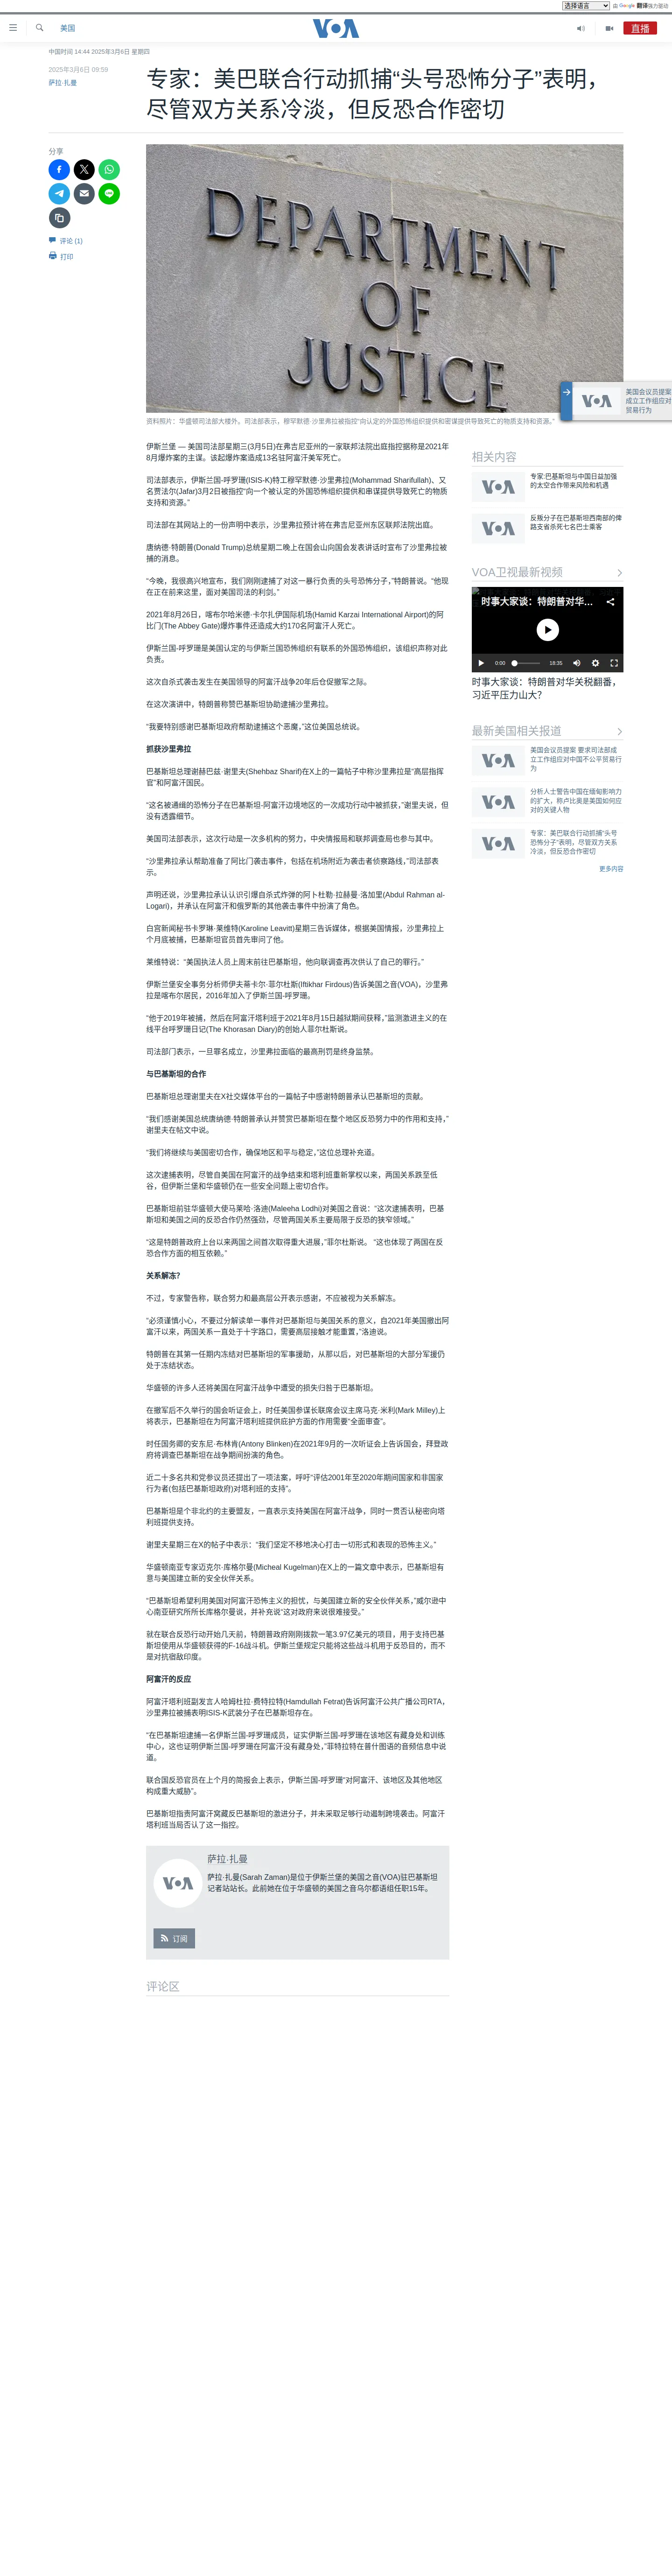 选择语言 由 Google 翻译强力驱动
美国
VOA
直播
中国时间 14:44 2025年3月6日 星期四
2025年3月6日 09:59
萨拉·扎曼
专家：美巴联合行动抓捕“头号恐怖分子”表明，
尽管双方关系冷淡，但反恐合作密切
分享
评论 (1)
打印
DEPARTMENT
OF
JUSTICE
资料照片：华盛顿司法部大楼外。司法部表示，穆罕默德·沙里弗拉被指控“向认定的外国恐怖组织提供和密谋提供导致死亡的物质支持和资源。”
美国会议员提案
成立工作组应对
贸易行为
伊斯兰堡 — 美国司法部星期三(3月5日)在弗吉尼亚州的一家联邦法院出庭指控据称是2021年
8月爆炸案的主谋。该起爆炸案造成13名驻阿富汗美军死亡。
司法部表示，伊斯兰国-呼罗珊(ISIS-K)特工穆罕默德·沙里弗拉(Mohammad Sharifullah)、又
名贾法尔(Jafar)3月2日被指控“向一个被认定的外国恐怖组织提供和串谋提供导致死亡的物质
支持和资源。”
司法部在其网站上的一份声明中表示，沙里弗拉预计将在弗吉尼亚州东区联邦法院出庭。
唐纳德·特朗普(Donald Trump)总统星期二晚上在国会山向国会发表讲话时宣布了沙里弗拉被
捕的消息。
“今晚，我很高兴地宣布，我们刚刚逮捕了对这一暴行负责的头号恐怖分子，”特朗普说。“他现
在正在前来这里，面对美国司法的利剑。”
2021年8月26日，喀布尔哈米德·卡尔扎伊国际机场(Hamid Karzai International Airport)的阿
比门(The Abbey Gate)爆炸事件还造成大约170名阿富汗人死亡。
伊斯兰国-呼罗珊是美国认定的与伊斯兰国恐怖组织有联系的外国恐怖组织，该组织声称对此
负责。
这次自杀式袭击发生在美国领导的阿富汗战争20年后仓促撤军之际。
在这次演讲中，特朗普称赞巴基斯坦协助逮捕沙里弗拉。
“我要特别感谢巴基斯坦政府帮助逮捕这个恶魔，”这位美国总统说。
抓获沙里弗拉
巴基斯坦总理谢赫巴兹·谢里夫(Shehbaz Sharif)在X上的一篇帖子中称沙里弗拉是“高层指挥
官”和阿富汗国民。
“这名被通缉的恐怖分子在巴基斯坦-阿富汗边境地区的一次成功行动中被抓获，”谢里夫说，但
没有透露细节。
美国司法部表示，这次行动是一次多机构的努力，中央情报局和联邦调查局也参与其中。
“沙里弗拉承认帮助准备了阿比门袭击事件，包括在机场附近为袭击者侦察路线，”司法部表
示。
声明还说，沙里弗拉承认认识引爆自杀式炸弹的阿卜杜勒·拉赫曼·洛加里(Abdul Rahman al-
Logari)，并承认在阿富汗和俄罗斯的其他袭击事件中扮演了角色。
白宫新闻秘书卡罗琳·莱维特(Karoline Leavitt)星期三告诉媒体，根据美国情报，沙里弗拉上
个月底被捕，巴基斯坦官员首先审问了他。
莱维特说：“美国执法人员上周末前往巴基斯坦，他向联调查再次供认了自己的罪行。”
伊斯兰堡安全事务分析师伊夫蒂卡尔·菲尔杜斯(Iftikhar Firdous)告诉美国之音(VOA)，沙里弗
拉是喀布尔居民，2016年加入了伊斯兰国-呼罗珊。
“他于2019年被捕，然后在阿富汗塔利班于2021年8月15日越狱期间获释，”监测激进主义的在
线平台呼罗珊日记(The Khorasan Diary)的创始人菲尔杜斯说。
司法部门表示，一旦罪名成立，沙里弗拉面临的最高刑罚是终身监禁。
与巴基斯坦的合作
巴基斯坦总理谢里夫在X社交媒体平台的一篇帖子中感谢特朗普承认巴基斯坦的贡献。
“我们感谢美国总统唐纳德·特朗普承认并赞赏巴基斯坦在整个地区反恐努力中的作用和支持，”
谢里夫在帖文中说。
“我们将继续与美国密切合作，确保地区和平与稳定，”这位总理补充道。
这次逮捕表明，尽管自美国在阿富汗的战争结束和塔利班重新掌权以来，两国关系跌至低
谷，但伊斯兰堡和华盛顿仍在一些安全问题上密切合作。
巴基斯坦前驻华盛顿大使马莱哈·洛迪(Maleeha Lodhi)对美国之音说：“这次逮捕表明，巴基
斯坦和美国之间的反恐合作仍然强劲，尽管两国关系主要局限于反恐的狭窄领域。”
“这是特朗普政府上台以来两国之间首次取得重大进展，”菲尔杜斯说。 “这也体现了两国在反
恐合作方面的相互依赖。”
关系解冻？
不过，专家警告称，联合努力和最高层公开表示感谢，不应被视为关系解冻。
“必须谨慎小心，不要过分解读单一事件对巴基斯坦与美国关系的意义，自2021年美国撤出阿
富汗以来，两国关系一直处于十字路口，需要高层接触才能重置，”洛迪说。
特朗普在其第一任期内冻结对巴基斯坦的军事援助，从那以后，对巴基斯坦的大部分军援仍
处于冻结状态。
华盛顿的许多人还将美国在阿富汗战争中遭受的损失归咎于巴基斯坦。
在撤军后不久举行的国会听证会上，时任美国参谋长联席会议主席马克·米利(Mark Milley)上
将表示，巴基斯坦在为阿富汗塔利班提供庇护方面的作用需要“全面审查”。
时任国务卿的安东尼·布林肯(Antony Blinken)在2021年9月的一次听证会上告诉国会，拜登政
府将调查巴基斯坦在战争期间扮演的角色。
近二十多名共和党参议员还提出了一项法案，呼吁“评估2001年至2020年期间国家和非国家
行为者(包括巴基斯坦政府)对塔利班的支持”。
巴基斯坦是个非北约的主要盟友，一直表示支持美国在阿富汗战争，同时一贯否认秘密向塔
利班提供支持。
谢里夫星期三在X的帖子中表示：“我们坚定不移地决心打击一切形式和表现的恐怖主义。”
华盛顿南亚专家迈克尔·库格尔曼(Micheal Kugelman)在X上的一篇文章中表示，巴基斯坦有
意与美国建立新的安全伙伴关系。
“巴基斯坦希望利用美国对阿富汗恐怖主义的担忧，与美国建立新的安全伙伴关系，”威尔逊中
心南亚研究所所长库格尔曼说，并补充说“这对政府来说很难接受。”
就在联合反恐行动开始几天前，特朗普政府刚刚拨款一笔3.97亿美元的项目，用于支持巴基
斯坦使用从华盛顿获得的F-16战斗机。伊斯兰堡规定只能将这些战斗机用于反恐目的，而不
是对抗宿敌印度。
阿富汗的反应
阿富汗塔利班副发言人哈姆杜拉·费特拉特(Hamdullah Fetrat)告诉阿富汗公共广播公司RTA，
沙里弗拉被捕表明ISIS-K武装分子在巴基斯坦存在。
“在巴基斯坦逮捕一名伊斯兰国-呼罗珊成员，证实伊斯兰国-呼罗珊在该地区有藏身处和训练
中心，这也证明伊斯兰国-呼罗珊在阿富汗没有藏身处，”菲特拉特在普什图语的音频信息中说
道。
联合国反恐官员在上个月的简报会上表示，伊斯兰国-呼罗珊“对阿富汗、该地区及其他地区
构成重大威胁”。
巴基斯坦指责阿富汗窝藏反巴基斯坦的激进分子，并未采取足够行动遏制跨境袭击。阿富汗
塔利班当局否认了这一指控。
VOA
萨拉·扎曼
萨拉·扎曼(Sarah Zaman)是位于伊斯兰堡的美国之音(VOA)驻巴基斯坦
记者站站长。此前她在位于华盛顿的美国之音乌尔都语组任职15年。
订阅
评论区
相关内容
VOA
专家:巴基斯坦与中国日益加强
的太空合作带来风险和机遇
VOA
反叛分子在巴基斯坦西南部的俾
路支省杀死七名巴士乘客
VOA卫视最新视频
时事大家谈：特朗普对华...
0:00 18:35
时事大家谈：特朗普对华关税翻番，
习近平压力山大？
最新美国相关报道
VOA
美国会议员提案 要求司法部成
立工作组应对中国不公平贸易行
为
VOA
分析人士警告中国在缅甸影响力
的扩大，称卢比奥是美国如何应
对的关键人物
VOA
专家：美巴联合行动抓捕“头号
恐怖分子”表明，尽管双方关系
冷淡，但反恐合作密切
更多内容